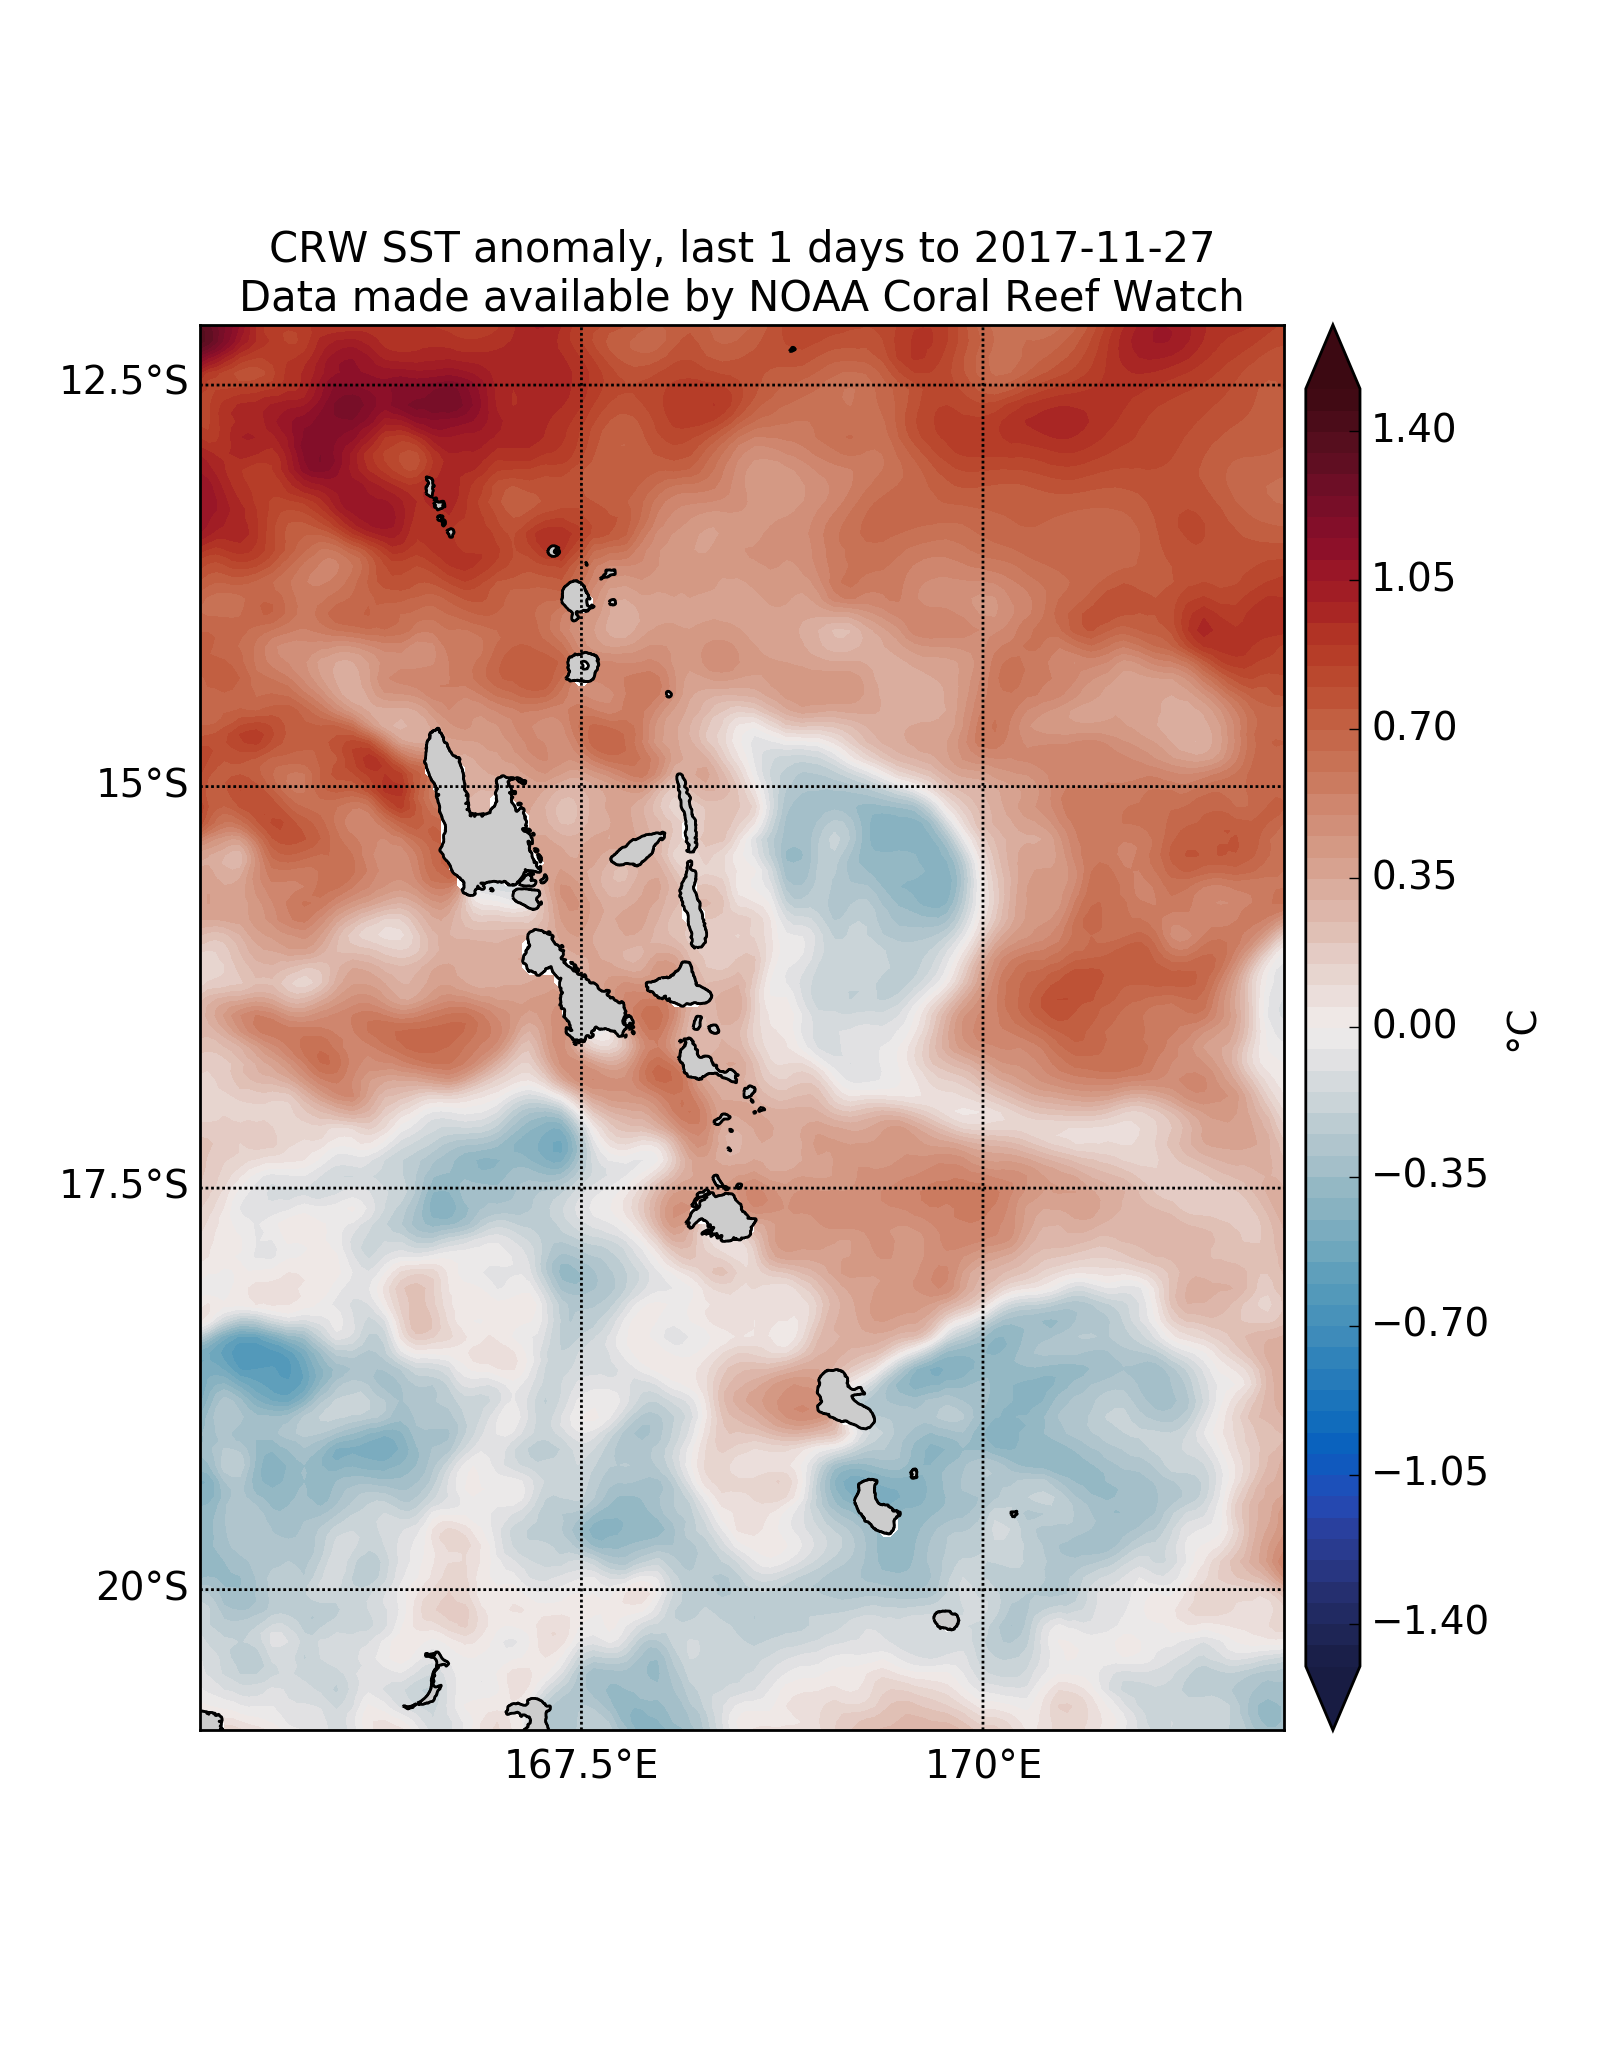 CRW SST anomaly, last 1 days to 2017-11-27
Data made available by NOAA Coral Reef Watch
12.5°S
15°S
17.5°S
20°S
167.5°E
170°E
1.40
1.05
0.70
0.35
0.00
−0.35
−0.70
−1.05
−1.40
°C